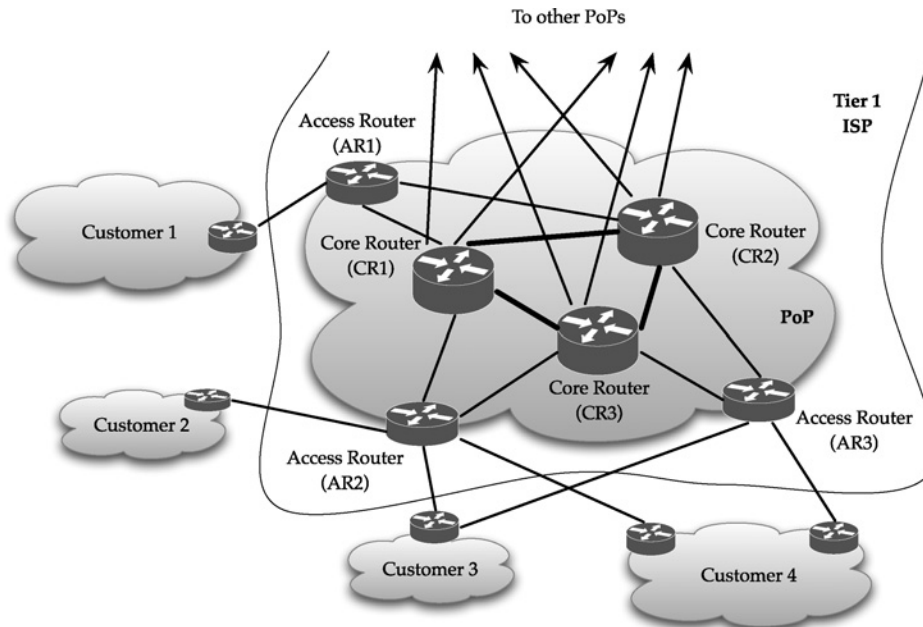 To other PoPs
Tier 1
ISP
Access Router
(AR1)
Customer 1
Core Router
(CR1)
Core Router
(CR2)
PoP
Core Router
(CR3)
Customer 2
Access Router
(AR2)
Access Router
(AR3)
Customer 3
Customer 4